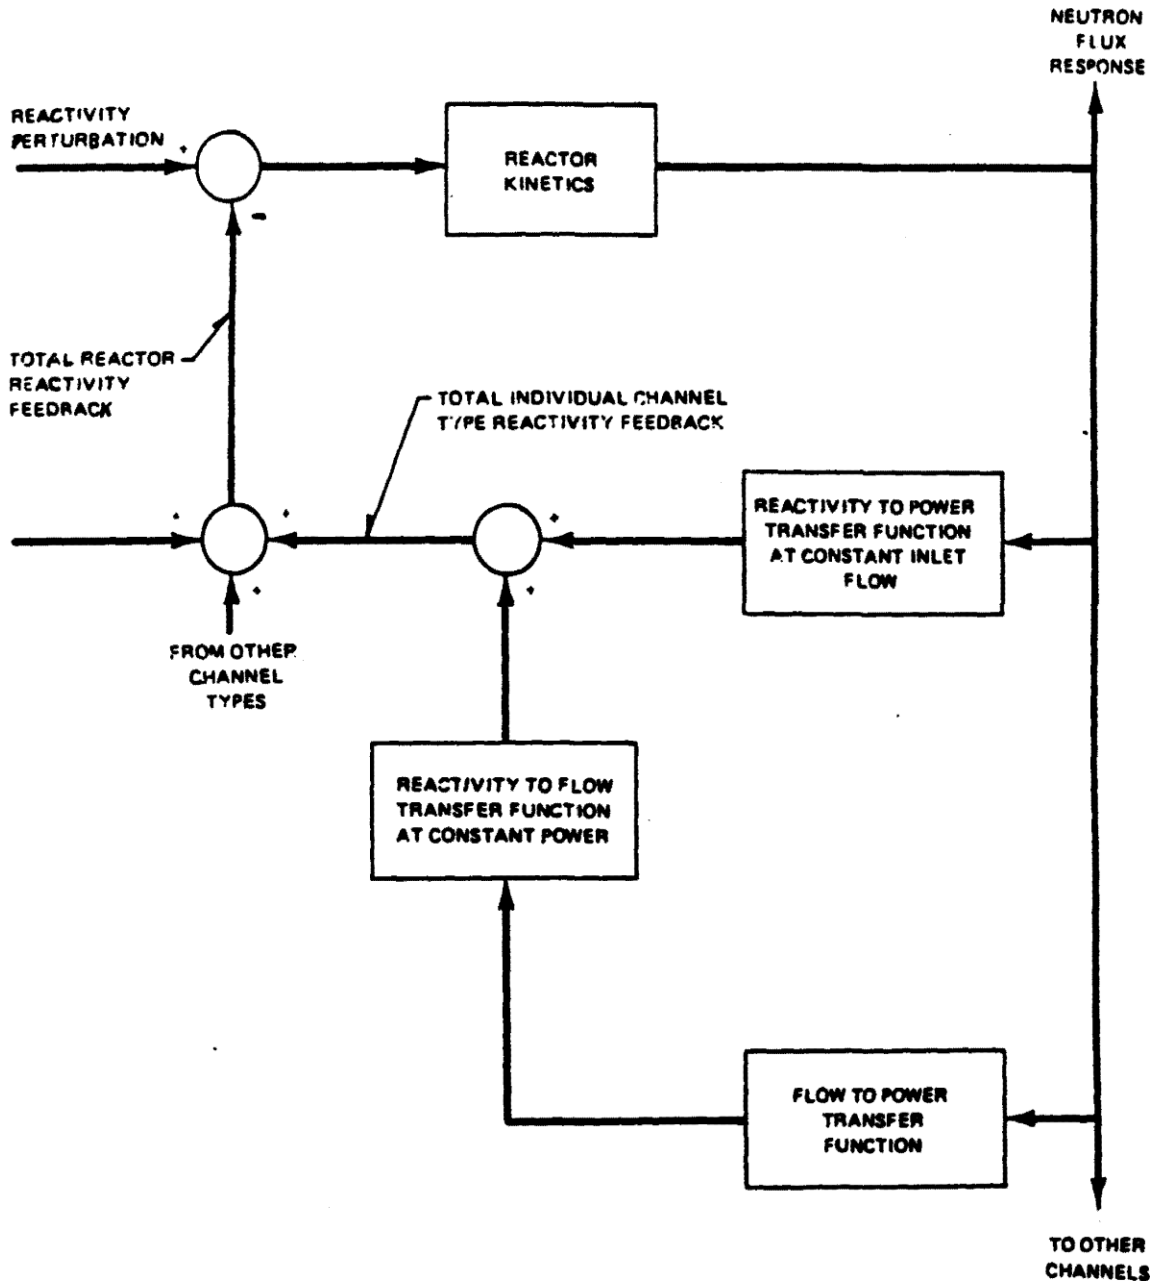 NEUTRON
FLUX
RESPONSE
REACTIVITY
PERTURBATION
+
REACTOR
KINETICS
-
TOTAL REACTOR
REACTIVITY
FEEDBACK
TOTAL INDIVIDUAL CHANNEL
TYPE REACTIVITY FEEDBACK
REACTIVITY TO POWER
TRANSFER FUNCTION
AT CONSTANT INLET
FLOW
+
+
+
+
FROM OTHER
CHANNEL
TYPES
REACTIVITY TO FLOW
TRANSFER FUNCTION
AT CONSTANT POWER
FLOW TO POWER
TRANSFER
FUNCTION
TO OTHER
CHANNELS